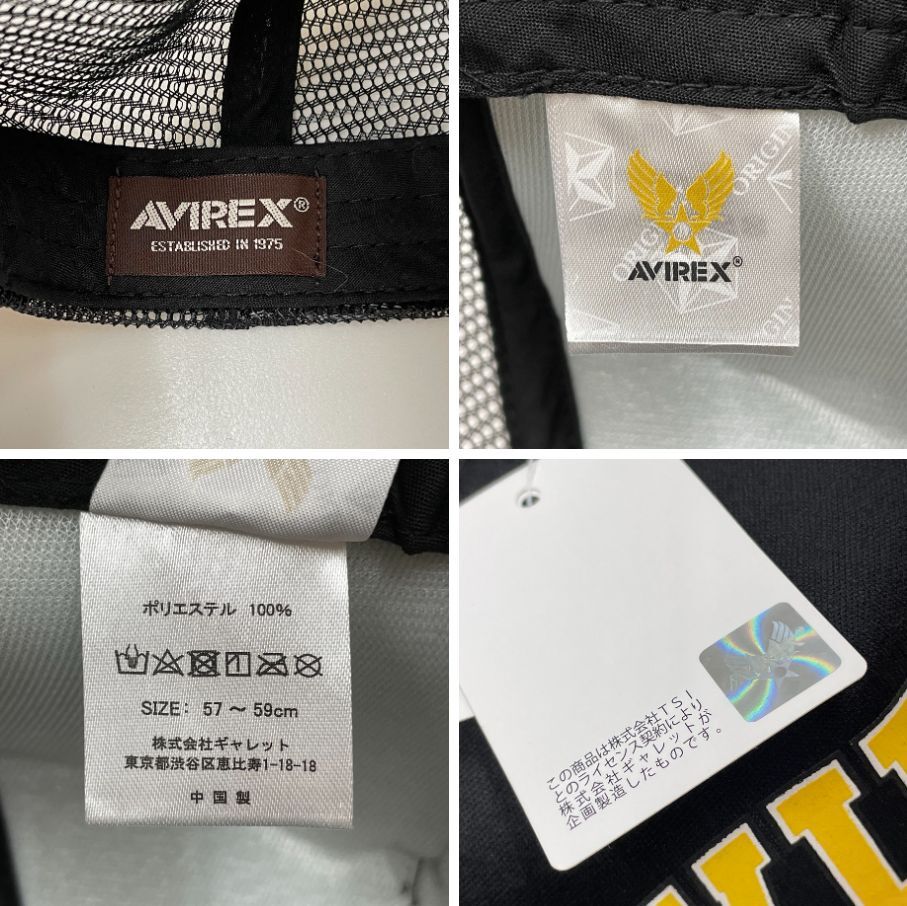 AVIREX®
ESTABLISHED IN 1975
ORIGIN
ORIGIN
ORIGIN
AVIREX®
ポリエステル 100%
SIZE: 57 ～ 59cm
株式会社ギャレット
東京都渋谷区恵比寿1-18-18
中国製
この商品は株式会社TSI
とのライセンス契約により
株式会社ギャレットが
企画製造したものです。